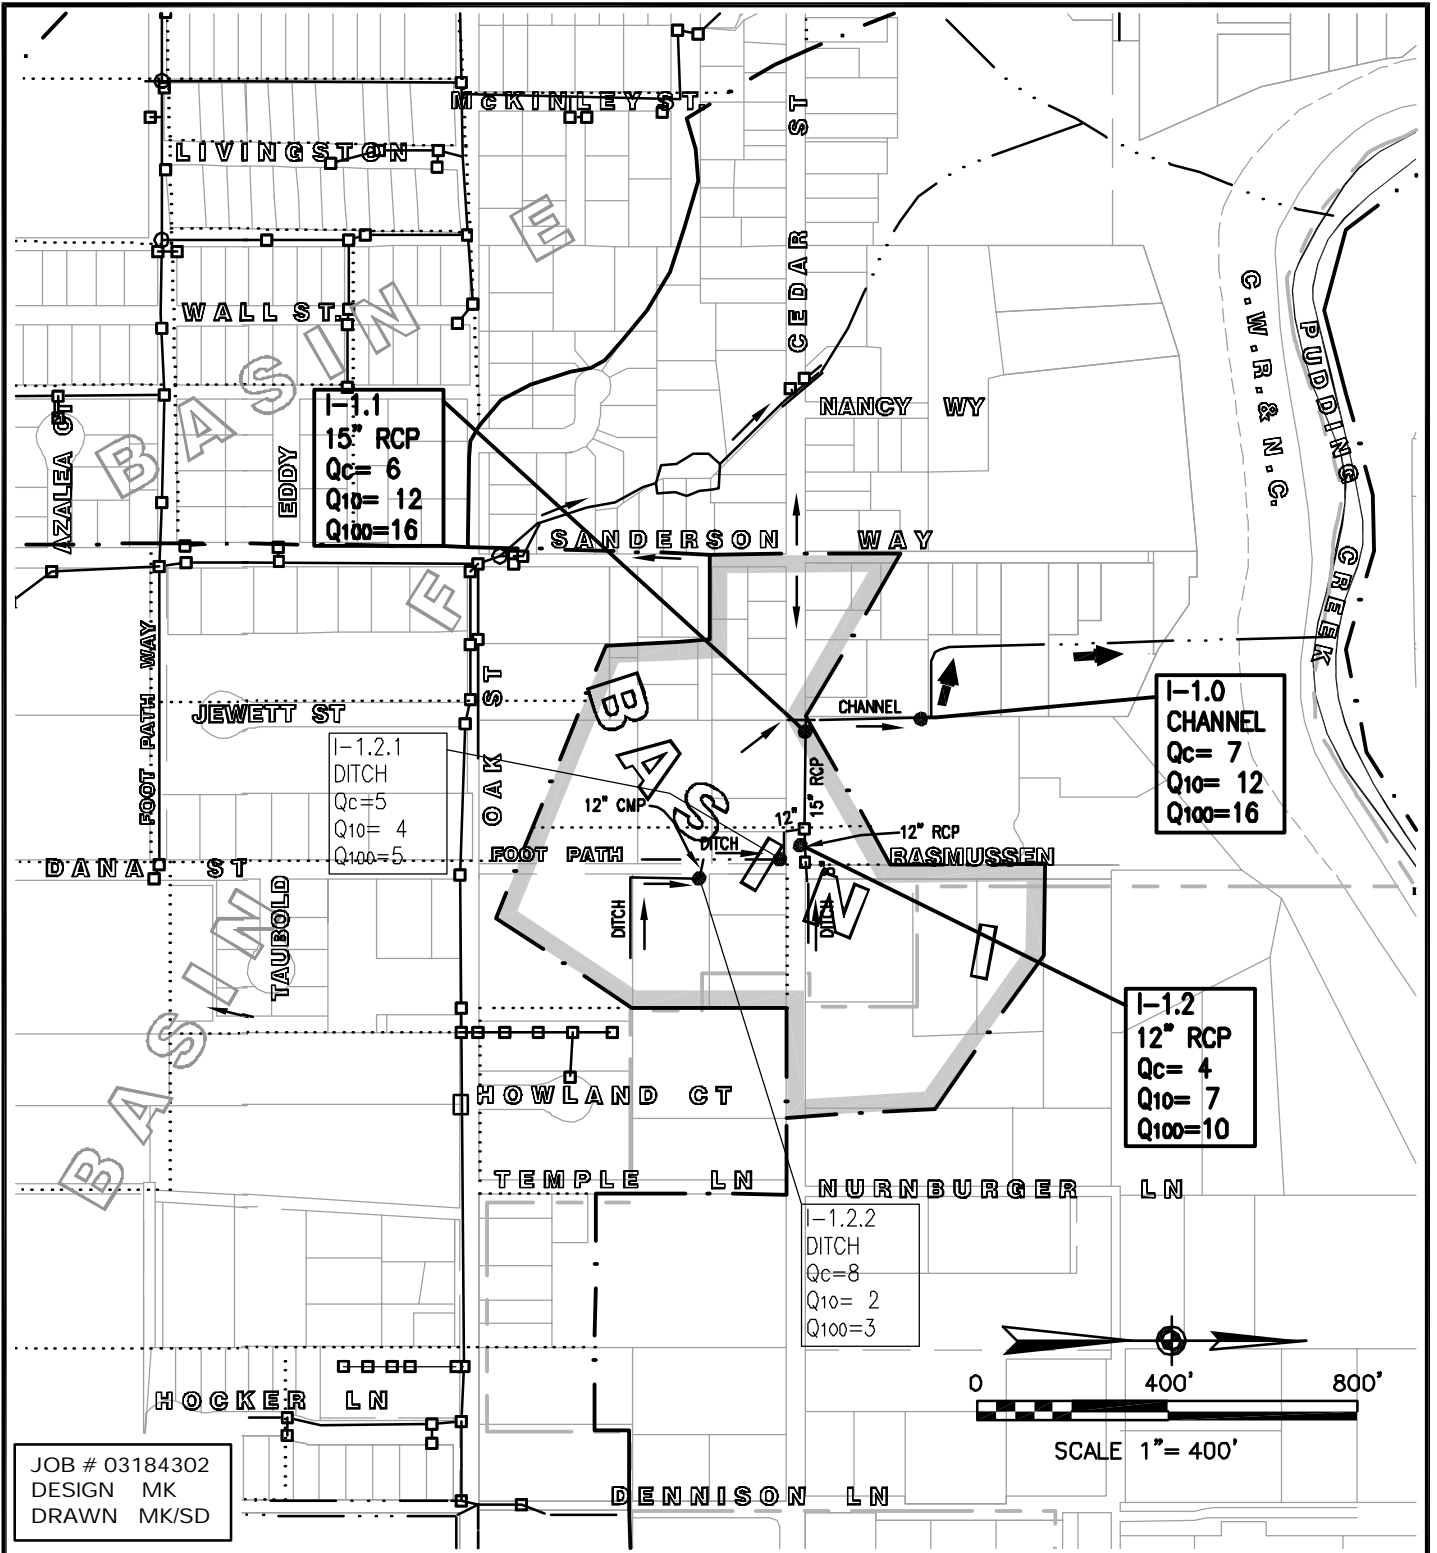 McKINLEY ST.
LIVINGSTON
CEDAR ST
BASIN E
WALL ST.
C.W.R.& N.C.
PUDDING CREEK
NANCY WY
AZALEA CT
EDDY
I-1.1
15" RCP
Qc= 6
Q10= 12
Q100=16
SANDERSON WAY
BASIN F
FOOT PATH WAY
JEWETT ST
OAK ST
I-1.2.1
DITCH
Qc=5
Q10= 4
Q100=5
BASIN I
CHANNEL
I-1.0
CHANNEL
Qc= 7
Q10= 12
Q100=16
12" CMP
15" RCP
12"
12" RCP
DITCH
8"
FOOT PATH
RASMUSSEN
DANA ST
TAUBOLD
DITCH
DITCH
I-1.2
12" RCP
Qc= 4
Q10= 7
Q100=10
BASIN
HOWLAND CT
TEMPLE LN
NURNBURGER LN
I-1.2.2
DITCH
Qc=8
Q10= 2
Q100=3
HOCKER LN
0 400' 800'
SCALE 1"= 400'
JOB # 03184302
DESIGN MK
DRAWN MK/SD
DENNISON LN